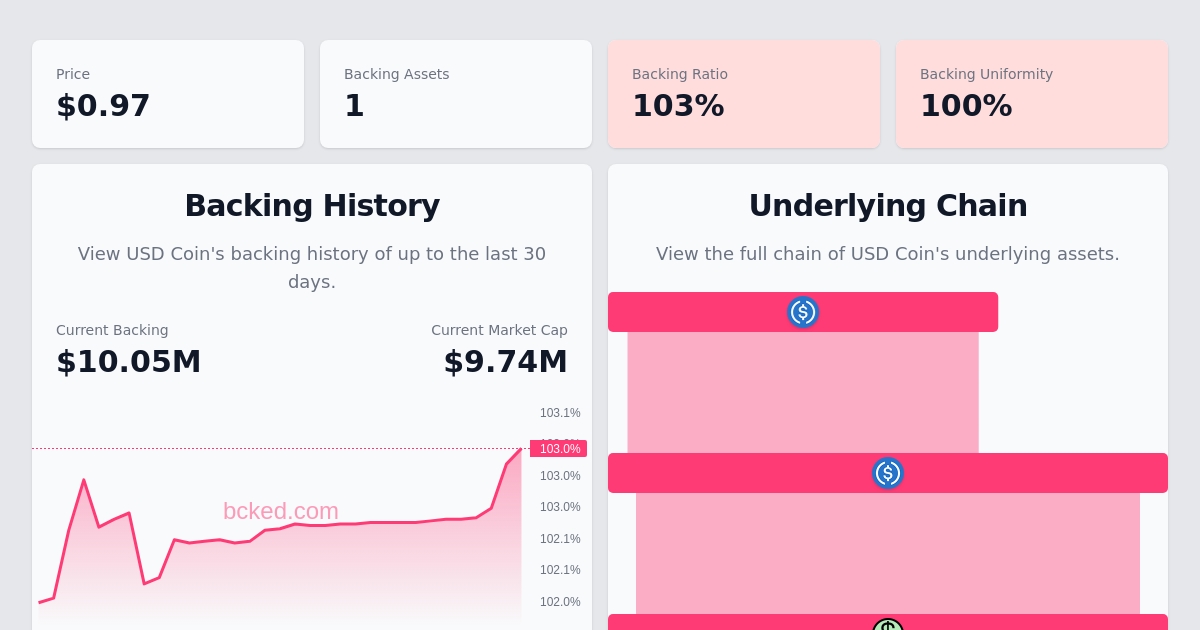 Price
$0.97
Backing Assets
1
Backing Ratio
103%
Backing Uniformity
100%
Backing History
View USD Coin's backing history of up to the last 30
days.
Current Backing
$10.05M
Current Market Cap
$9.74M
103.1%
103.0%
103.0%
103.0%
102.1%
102.1%
102.0%
bcked.com
Underlying Chain
View the full chain of USD Coin's underlying assets.